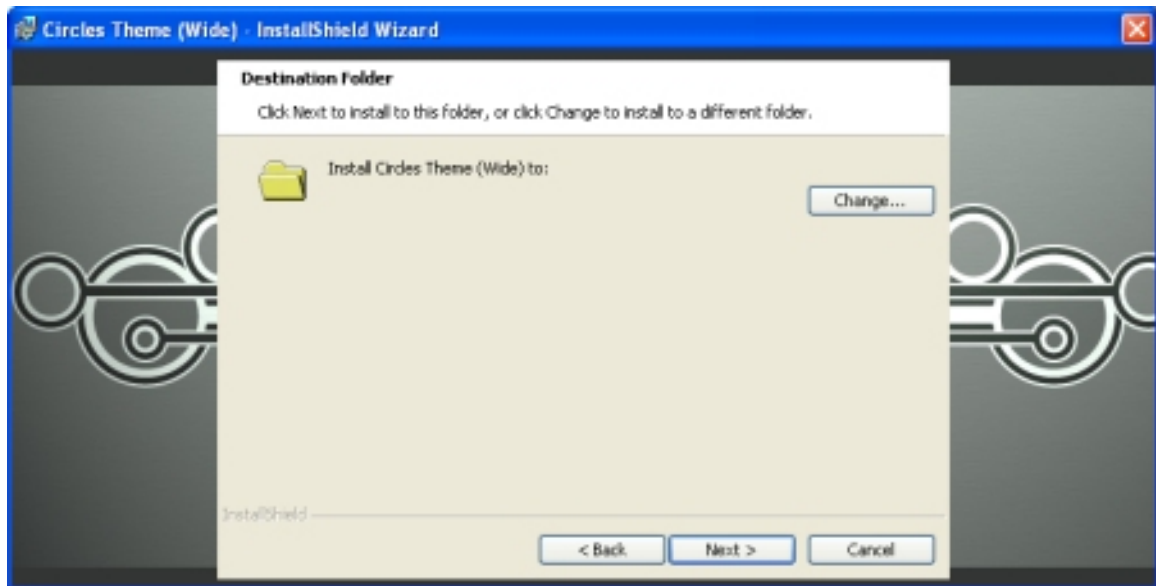 Circles Theme (Wide) - InstallShield Wizard
Destination Folder
Click Next to install to this folder, or click Change to install to a different folder.
Install Circles Theme (Wide) to:
Change...
InstallShield
< Back
Next >
Cancel